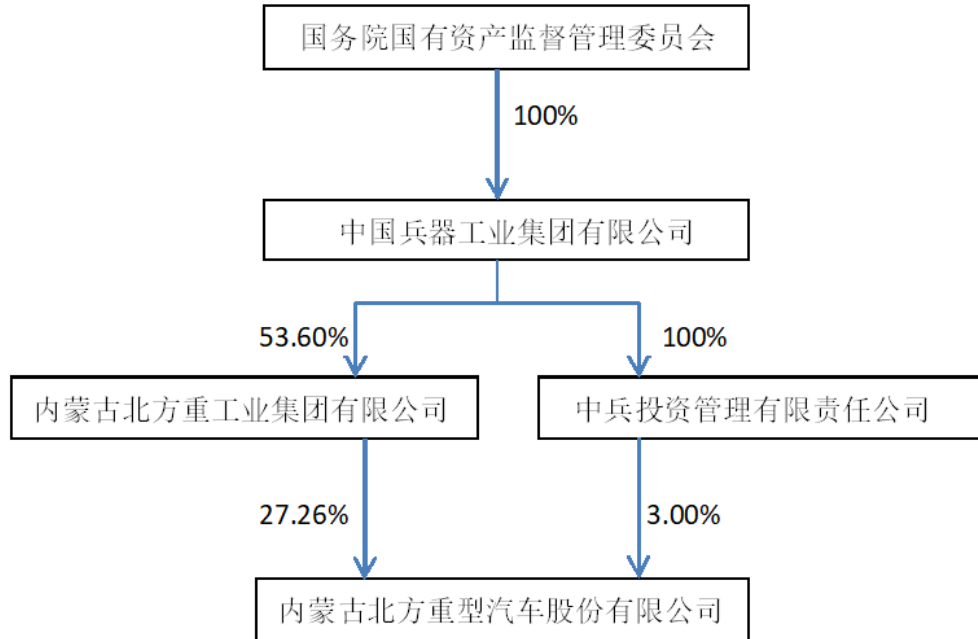 国务院国有资产监督管理委员会
100%
中国兵器工业集团有限公司
53.60%
100%
内蒙古北方重工业集团有限公司
中兵投资管理有限责任公司
27.26%
3.00%
内蒙古北方重型汽车股份有限公司